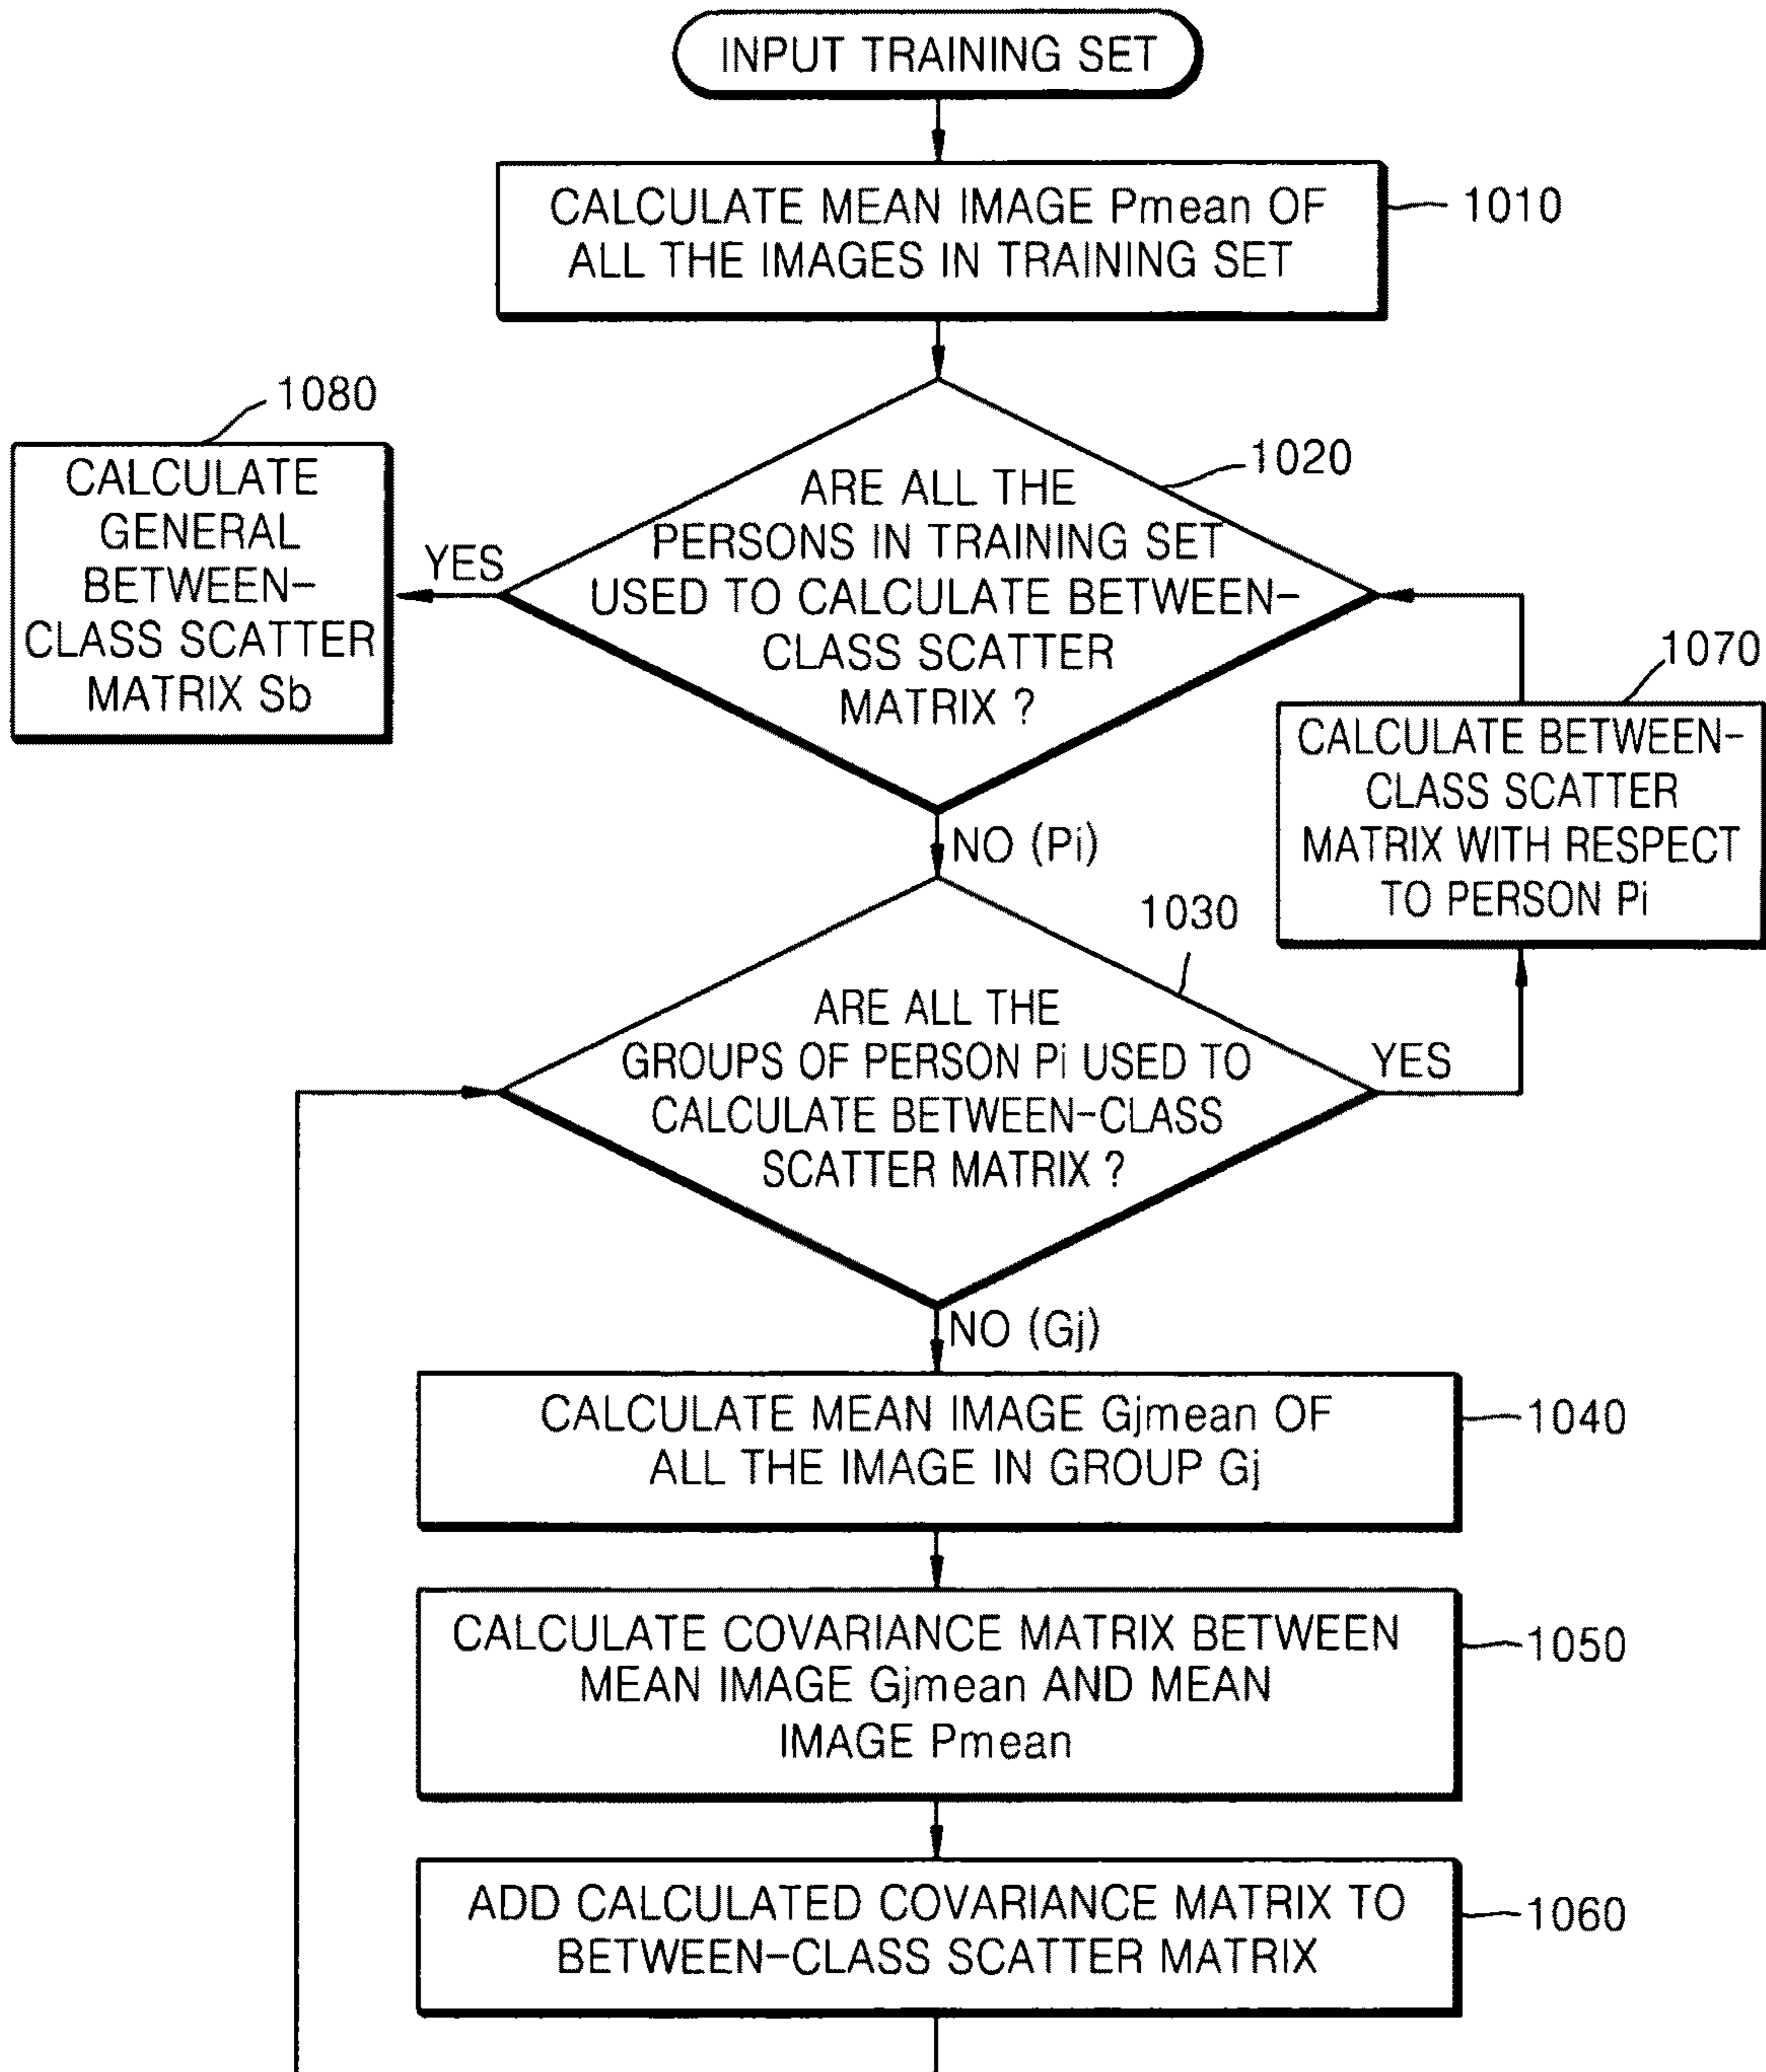 INPUT TRAINING SET
CALCULATE MEAN IMAGE Pmean OF
ALL THE IMAGES IN TRAINING SET
1010
1080
CALCULATE
GENERAL
BETWEEN-
CLASS SCATTER
MATRIX Sb
YES
1020
ARE ALL THE
PERSONS IN TRAINING SET
USED TO CALCULATE BETWEEN-
CLASS SCATTER
MATRIX ?
1070
CALCULATE BETWEEN-
CLASS SCATTER
MATRIX WITH RESPECT
TO PERSON Pi
NO (Pi)
1030
ARE ALL THE
GROUPS OF PERSON Pi USED TO
CALCULATE BETWEEN-CLASS
SCATTER MATRIX ?
YES
NO (Gj)
CALCULATE MEAN IMAGE Gjmean OF
ALL THE IMAGE IN GROUP Gj
1040
CALCULATE COVARIANCE MATRIX BETWEEN
MEAN IMAGE Gjmean AND MEAN
IMAGE Pmean
1050
ADD CALCULATED COVARIANCE MATRIX TO
BETWEEN-CLASS SCATTER MATRIX
1060